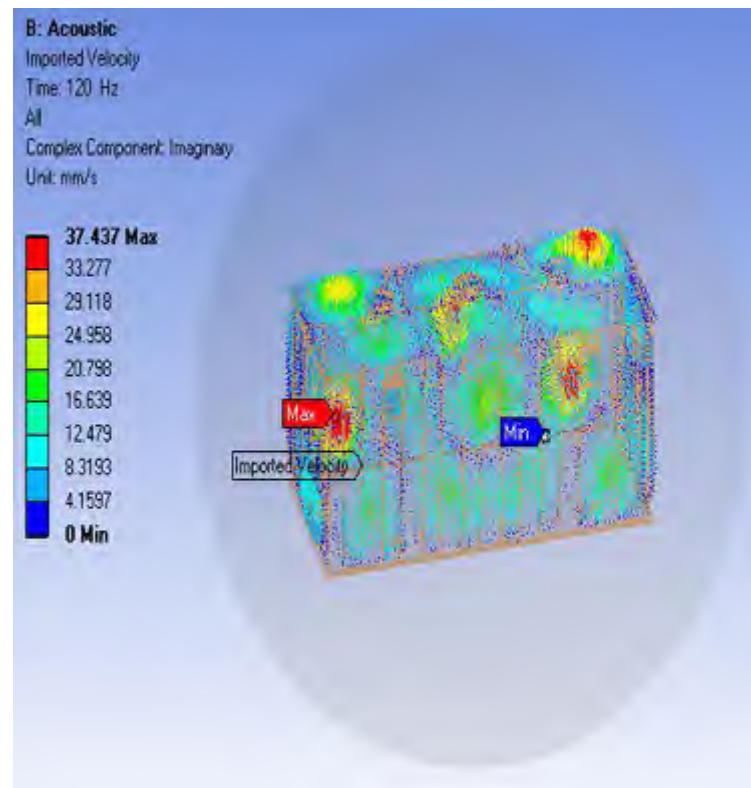 B: Acoustic
Imported Velocity
Time: 120 Hz
All
Complex Component: Imaginary
Unit: mm/s
37.437 Max
33.277
29.118
24.958
20.798
16.639
12.479
8.3193
4.1597
0 Min
Max
Min
Imported Velocity